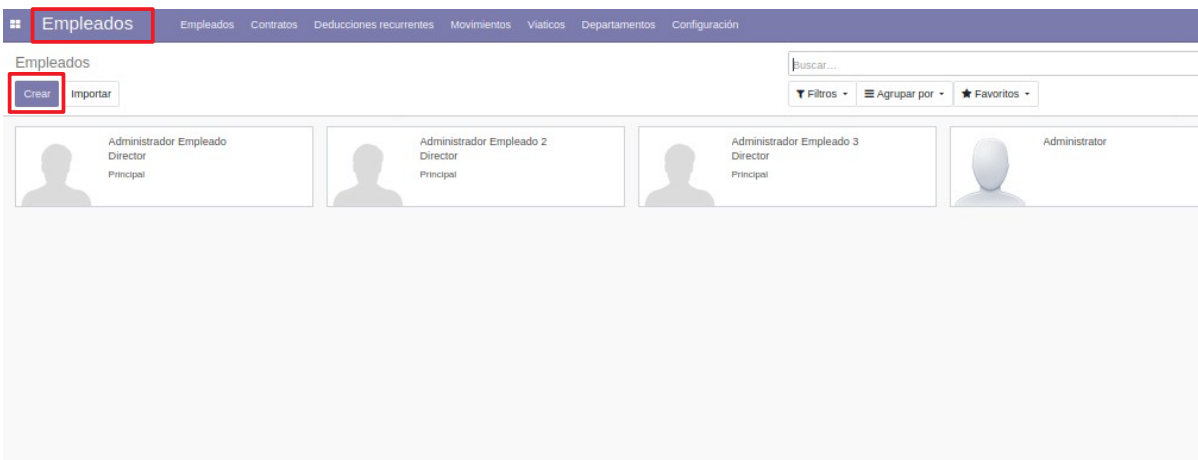 Empleados Empleados Contratos Deducciones recurrentes Movimientos Viaticos Departamentos Configuración
Empleados
Buscar...
Crear Importar
Filtros Agrupar por Favoritos
Administrador Empleado
Director
Principal
Administrador Empleado 2
Director
Principal
Administrador Empleado 3
Director
Principal
Administrator